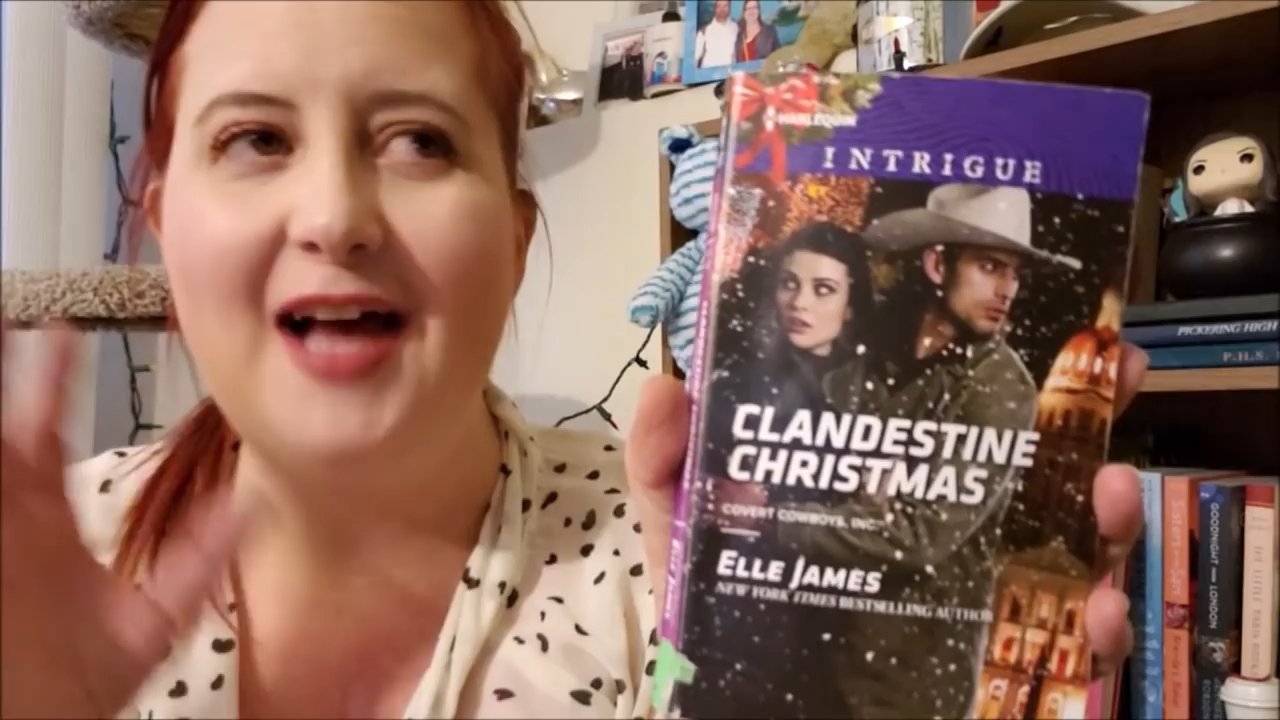 HARLEQUIN
INTRIGUE
CLANDESTINE
CHRISTMAS
COVERT COWBOYS, INC.
ELLE JAMES
NEW YORK TIMES BESTSELLING AUTHOR
PICKERING HIGH
P.H.S.
GOODNIGHT — LONDON